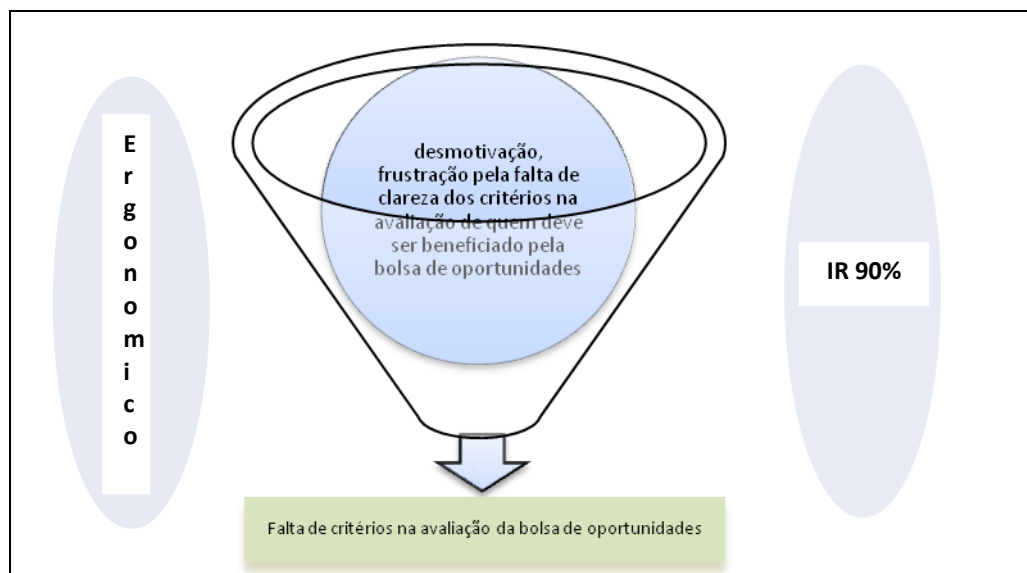 Ergonomico
desmotivação,
frustração pela falta de
clareza dos critérios na
avaliação de quem deve
ser beneficiado pela
bolsa de oportunidades
IR 90%
Falta de critérios na avaliação da bolsa de oportunidades